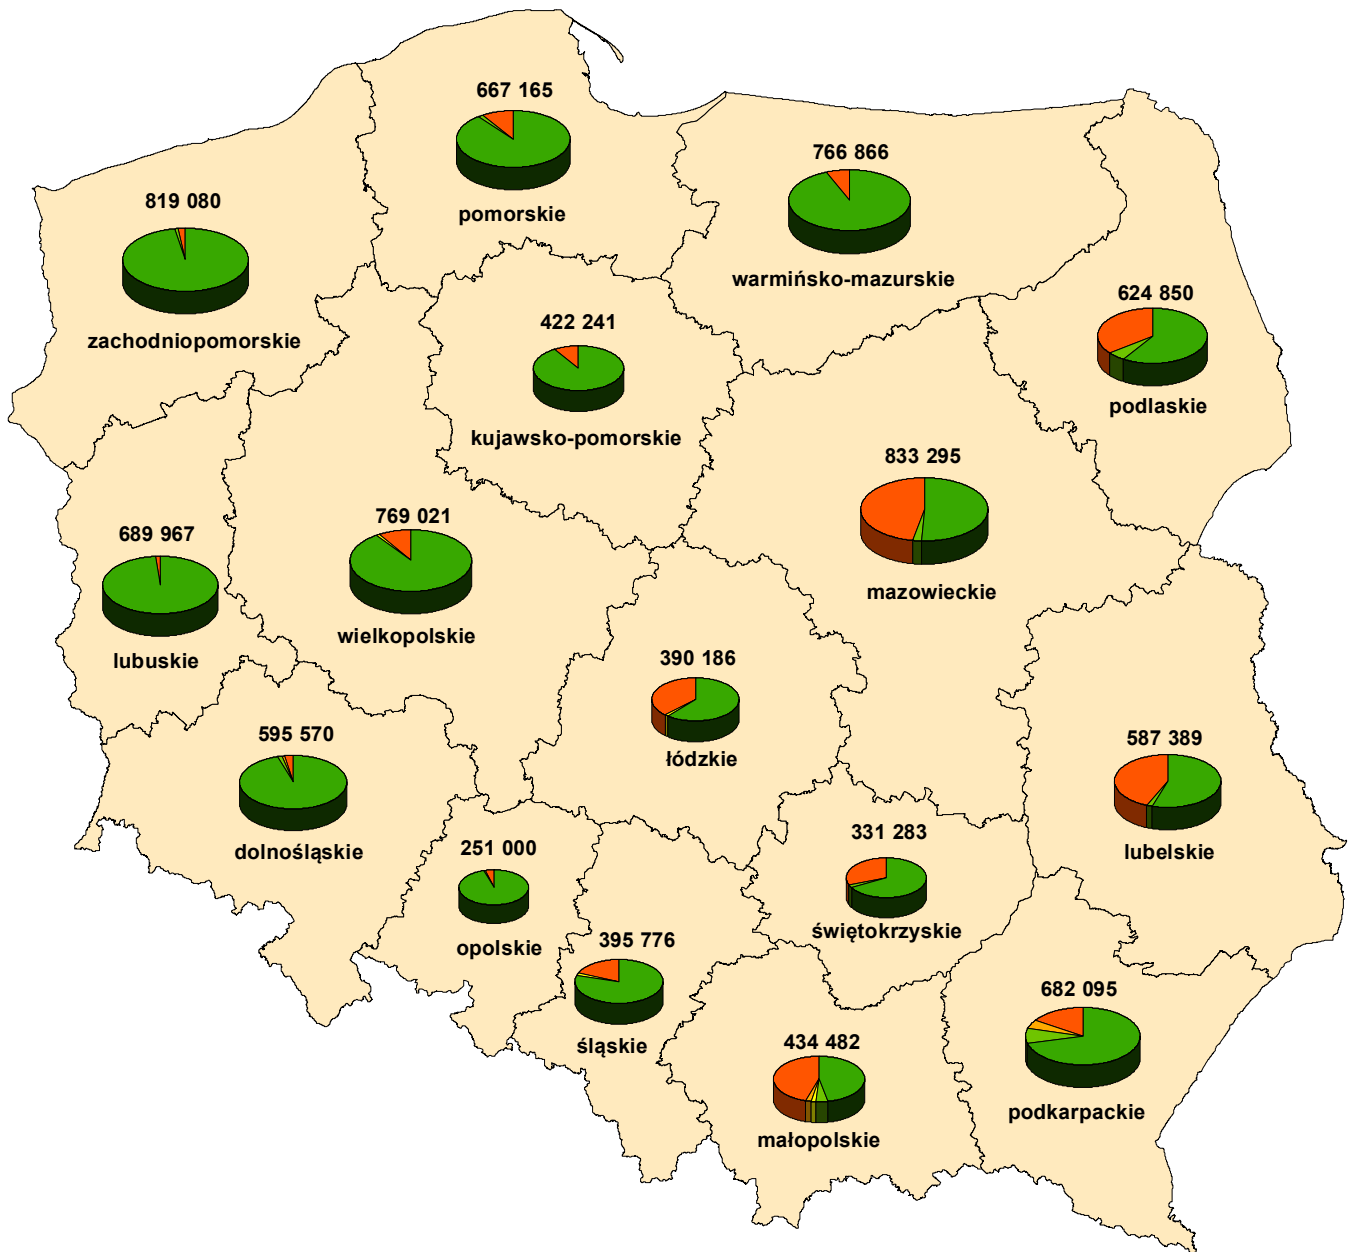 667 165
pomorskie
766 866
warmińsko-mazurskie
819 080
zachodniopomorskie
624 850
podlaskie
422 241
kujawsko-pomorskie
833 295
mazowieckie
689 967
lubuskie
769 021
wielkopolskie
390 186
łódzkie
595 570
dolnośląskie
587 389
lubelskie
251 000
opolskie
331 283
świętokrzyskie
395 776
śląskie
434 482
małopolskie
682 095
podkarpackie